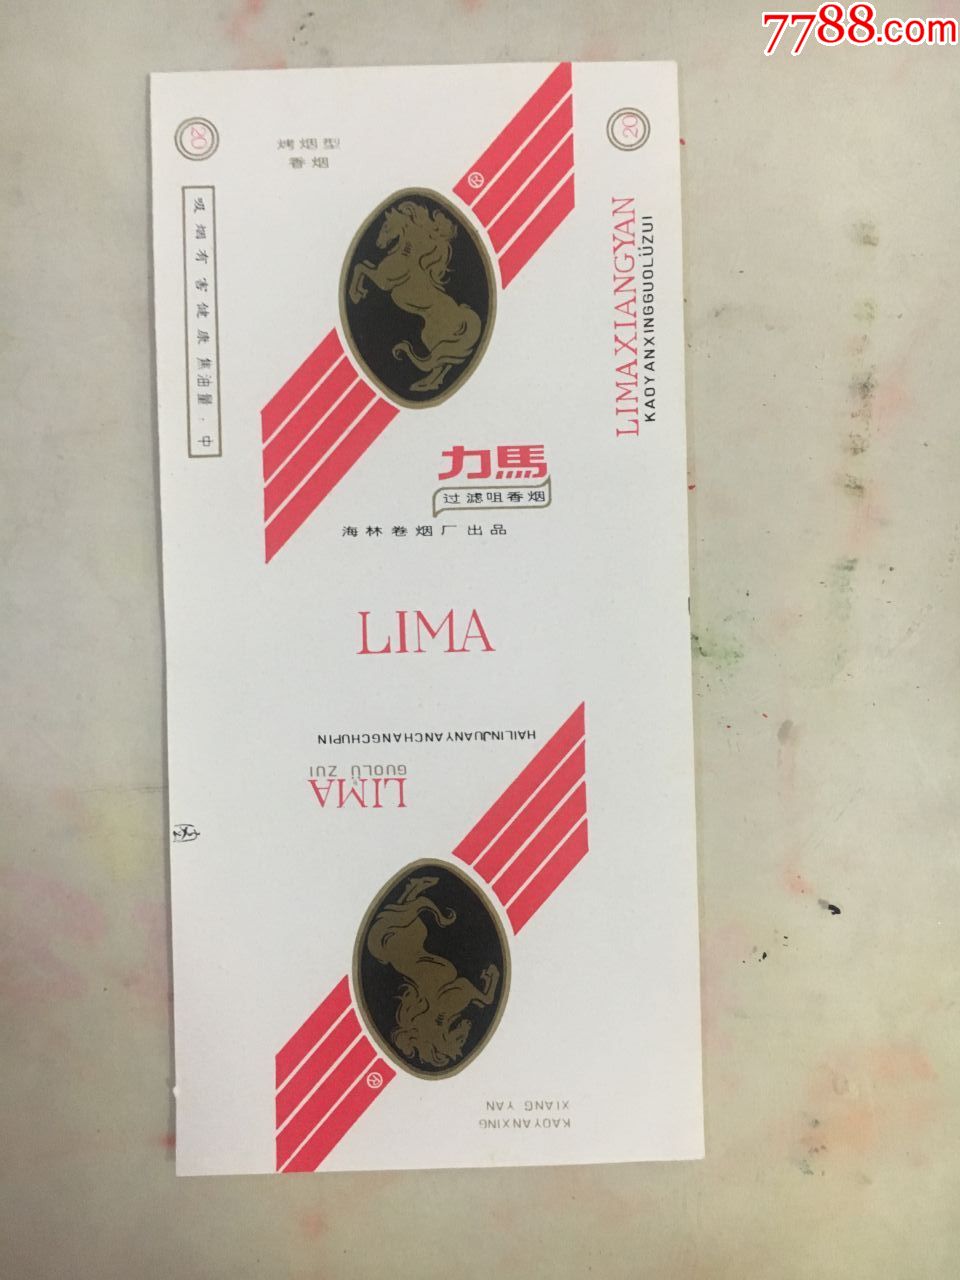 7788.com
20
烤烟型
香烟
R
20
吸烟有害健康 焦油量·中
LIMAXIANGYAN
KAOYANXINGGUOLÜZUI
力馬
过滤咀香烟
海林卷烟厂出品
LIMA
HAILINJUANYANCHANGCHUPIN
GUOLÜ ZUI
LIMA
R
XIANG YAN
KAOYANXING